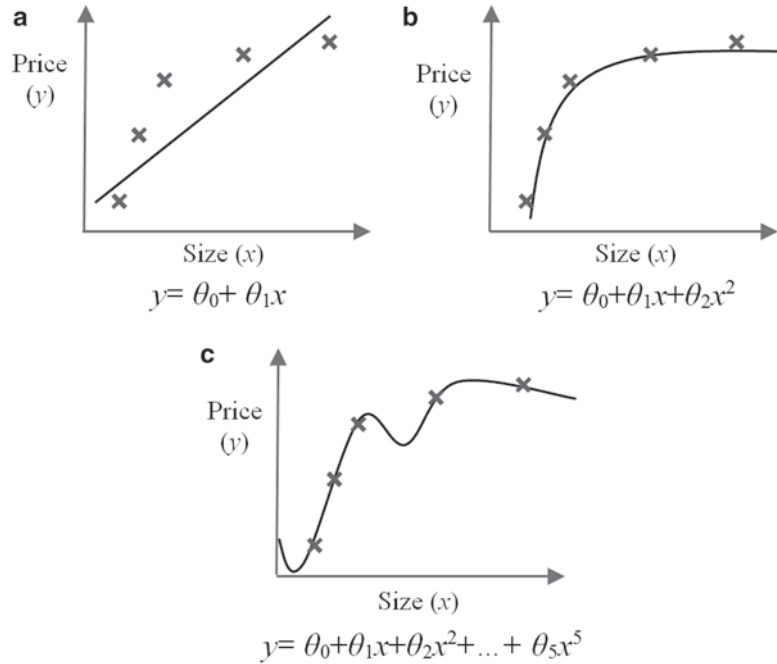 a
Price
(y)
Size (x)
y= θ₀+ θ₁x
b
Price
(y)
Size (x)
y= θ₀+θ₁x+θ₂x²
c
Price
(y)
Size (x)
y= θ₀+θ₁x+θ₂x²+...+ θ₅x⁵